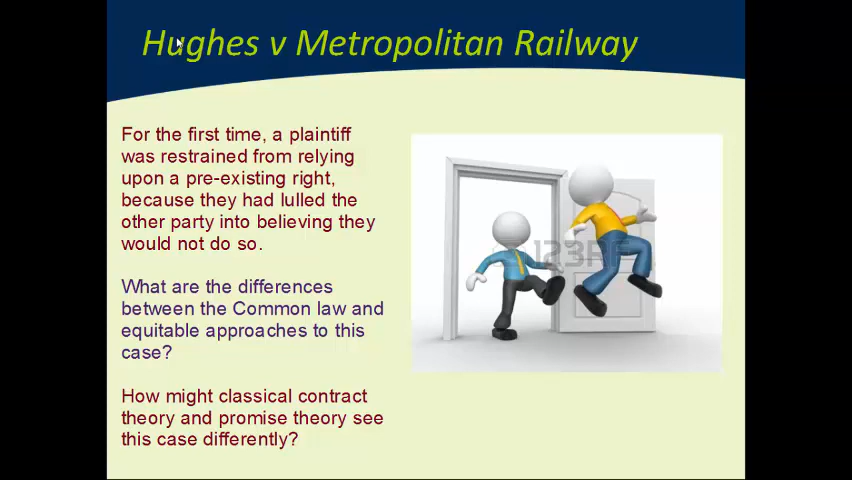 Hughes v Metropolitan Railway
For the first time, a plaintiff
was restrained from relying
upon a pre-existing right,
because they had lulled the
other party into believing they
would not do so.
What are the differences
between the Common law and
equitable approaches to this
case?
How might classical contract
theory and promise theory see
this case differently?
123RF